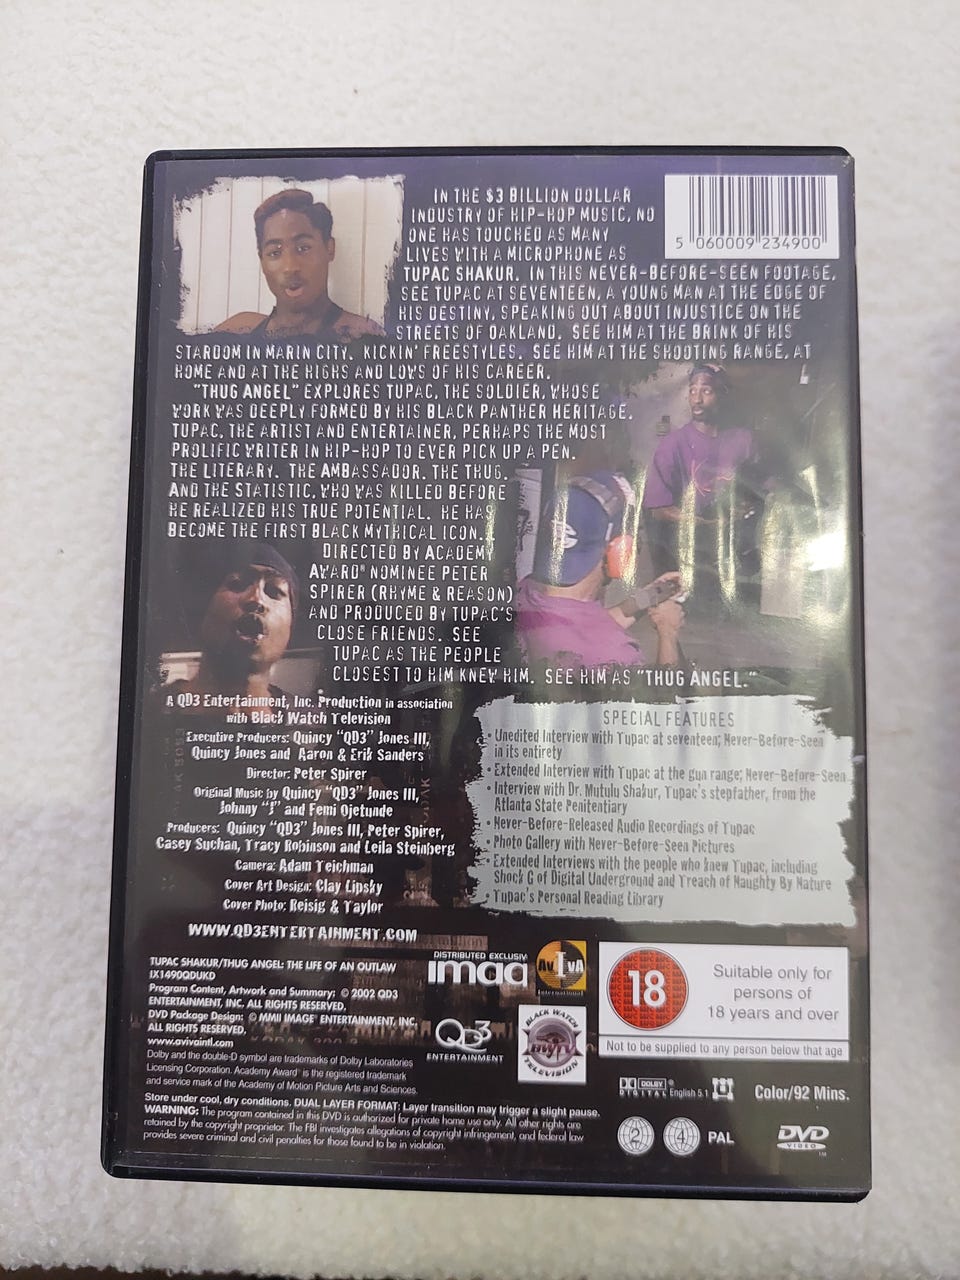 IN THE $3 BILLION DOLLAR
INDUSTRY OF HIP-HOP MUSIC, NO
ONE HAS TOUCHED AS MANY
LIVES WITH A MICROPHONE AS
TUPAC SHAKUR. IN THIS NEVER-BEFORE-SEEN FOOTAGE,
SEE TUPAC AT SEVENTEEN, A YOUNG MAN AT THE EDGE OF
HIS DESTINY, SPEAKING OUT ABOUT INJUSTICE ON THE
STREETS OF OAKLAND. SEE HIM AT THE BRINK OF HIS
STARDOM IN MARIN CITY. KICKIN' FREESTYLES. SEE HIM AT THE SHOOTING RANGE, AT
HOME AND AT THE HIGHS AND LOWS OF HIS CAREER.
"THUG ANGEL" EXPLORES TUPAC, THE SOLDIER, WHOSE
WORK WAS DEEPLY FORMED BY HIS BLACK PANTHER HERITAGE.
TUPAC, THE ARTIST AND ENTERTAINER, PERHAPS THE MOST
PROLIFIC WRITER IN HIP-HOP TO EVER PICK UP A PEN.
THE LITERARY. THE AMBASSADOR. THE THUG.
AND THE STATISTIC, WHO WAS KILLED BEFORE
HE REALIZED HIS TRUE POTENTIAL. HE HAS
BECOME THE FIRST BLACK MYTHICAL ICON.
DIRECTED BY ACADEMY
AWARD® NOMINEE PETER
SPIRER (RHYME & REASON)
AND PRODUCED BY TUPAC'S
CLOSE FRIENDS. SEE
TUPAC AS THE PEOPLE
CLOSEST TO HIM KNEW HIM. SEE HIM AS "THUG ANGEL."
5 060009 234900
A QD3 Entertainment, Inc. Production in association
with Black Watch Television
Executive Producers: Quincy "QD3" Jones III,
Quincy Jones and Aaron & Erik Sanders
Director: Peter Spirer
Original Music by Quincy "QD3" Jones III,
Johnny "J" and Femi Ojetunde
Producers: Quincy "QD3" Jones III, Peter Spirer,
Casey Suchan, Tracy Robinson and Leila Steinberg
Camera: Adam Teichman
Cover Art Design: Clay Lipsky
Cover Photo: Reisig & Taylor
WWW.QD3ENTERTAINMENT.COM
SPECIAL FEATURES
• Unedited Interview with Tupac at seventeen; Never-Before-Seen
in its entirety
• Extended Interview with Tupac at the gun range; Never-Before-Seen
• Interview with Dr. Mutulu Shakur, Tupac's stepfather, from the
Atlanta State Penitentiary
• Never-Before-Released Audio Recordings of Tupac
• Photo Gallery with Never-Before-Seen Pictures
• Extended Interviews with the people who knew Tupac, including
Shock G of Digital Underground and Treach of Naughty By Nature
• Tupac's Personal Reading Library
TUPAC SHAKUR/THUG ANGEL: THE LIFE OF AN OUTLAW
IX1490QDUKD
Program Content, Artwork and Summary: © 2002 QD3
ENTERTAINMENT, INC. ALL RIGHTS RESERVED.
DVD Package Design: © MMII IMAGE ENTERTAINMENT, INC.
ALL RIGHTS RESERVED.
www.avivaintl.com
Dolby and the double-D symbol are trademarks of Dolby Laboratories
Licensing Corporation. Academy Award® is the registered trademark
and service mark of the Academy of Motion Picture Arts and Sciences.
Store under cool, dry conditions. DUAL LAYER FORMAT: Layer transition may trigger a slight pause.
WARNING: The program contained in this DVD is authorized for private home use only. All other rights are
retained by the copyright proprietor. The FBI investigates allegations of copyright infringement, and federal law
provides severe criminal and civil penalties for those found to be in violation.
DISTRIBUTED EXCLUSIV
imag
AvIvA
International
QD3
ENTERTAINMENT
BLACK WATCH
BWTV
TELEVISION
18
Suitable only for
persons of
18 years and over
Not to be supplied to any person below that age
DOLBY
DIGITAL English 5.1
Color/92 Mins.
2
4
PAL
DVD
VIDEO
TM